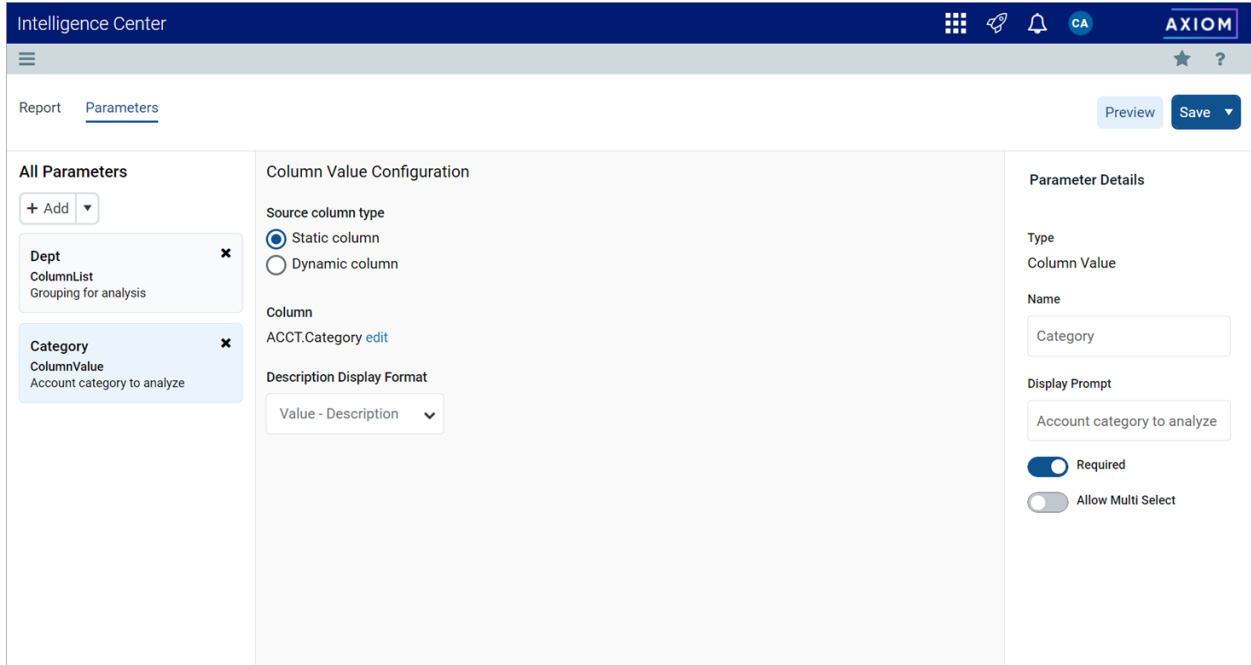 Intelligence Center
CA
AXIOM
?
Report
Parameters
Preview
Save
All Parameters
+ Add
Dept
ColumnList
Grouping for analysis
Category
ColumnValue
Account category to analyze
Column Value Configuration
Source column type
Static column
Dynamic column
Column
ACCT.Category edit
Description Display Format
Value - Description
Parameter Details
Type
Column Value
Name
Category
Display Prompt
Account category to analyze
Required
Allow Multi Select